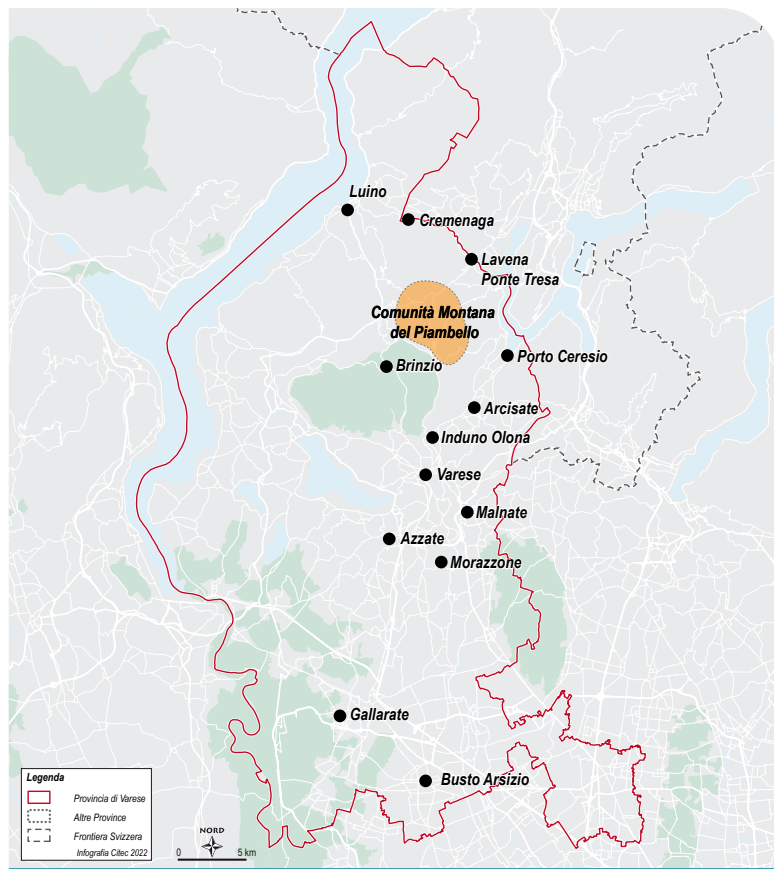 Luino
Cremenaga
Lavena
Ponte Tresa
Comunità Montana
del Piambello
Porto Ceresio
Brinzio
Arcisate
Induno Olona
Varese
Malnate
Azzate
Morazzone
Gallarate
Busto Arsizio
Legenda
Provincia di Varese
Altre Province
Frontiera Svizzera
Infografia Citec 2022
NORD
0 5 km